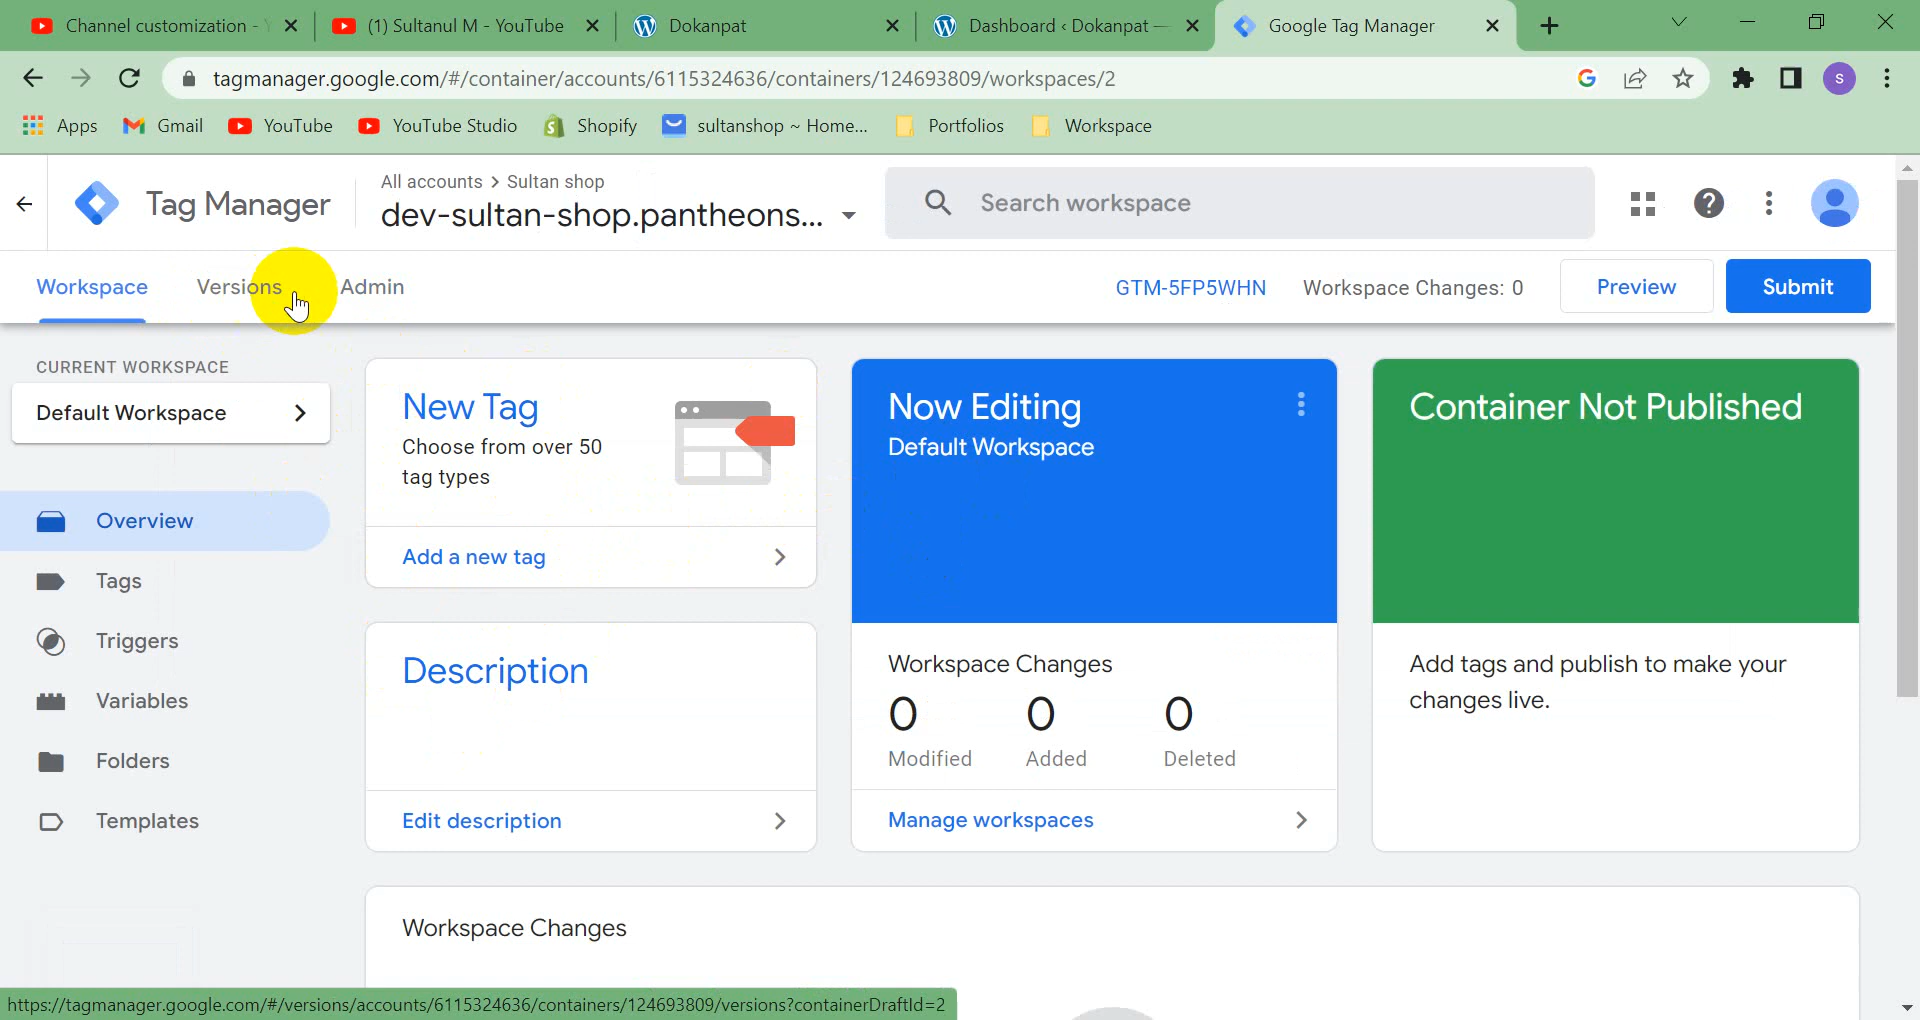 Channel customization -
(1) Sultanul M - YouTube
Dokanpat
Dashboard ‹ Dokanpat —
Google Tag Manager
tagmanager.google.com/#/container/accounts/6115324636/containers/124693809/workspaces/2
s
Apps
Gmail
YouTube
YouTube Studio
Shopify
sultanshop ~ Home...
Portfolios
Workspace
Tag Manager
All accounts > Sultan shop
dev-sultan-shop.pantheons...
Search workspace
Workspace
Versions
Admin
GTM-5FP5WHN
Workspace Changes: 0
Preview
Submit
CURRENT WORKSPACE
Default Workspace
Overview
Tags
Triggers
Variables
Folders
Templates
New Tag
Choose from over 50
tag types
Add a new tag
Description
Edit description
Now Editing
Default Workspace
Workspace Changes
0 0 0
Modified Added Deleted
Manage workspaces
Container Not Published
Add tags and publish to make your
changes live.
Workspace Changes
https://tagmanager.google.com/#/versions/accounts/6115324636/containers/124693809/versions?containerDraftId=2